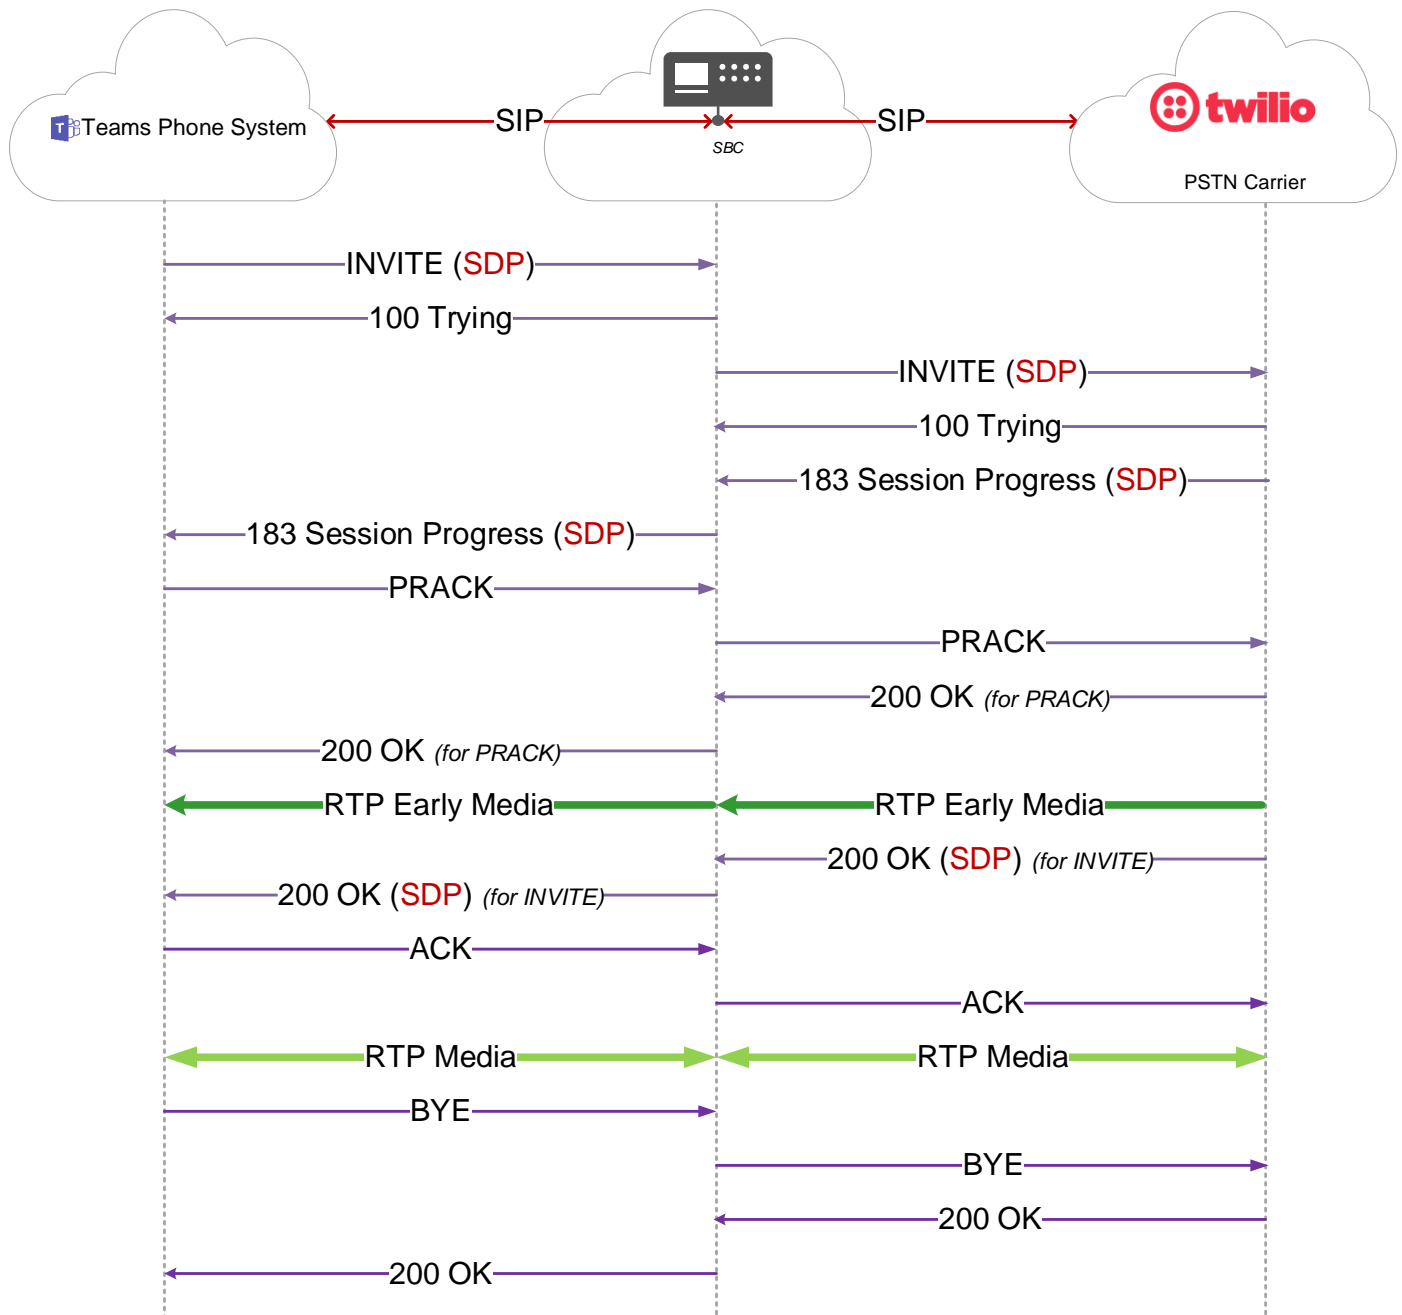 Teams Phone System
SIP
SBC
SIP
twilio
PSTN Carrier
INVITE (SDP)
100 Trying
INVITE (SDP)
100 Trying
183 Session Progress (SDP)
183 Session Progress (SDP)
PRACK
PRACK
200 OK (for PRACK)
200 OK (for PRACK)
RTP Early Media
RTP Early Media
200 OK (SDP) (for INVITE)
200 OK (SDP) (for INVITE)
ACK
ACK
RTP Media
RTP Media
BYE
BYE
200 OK
200 OK